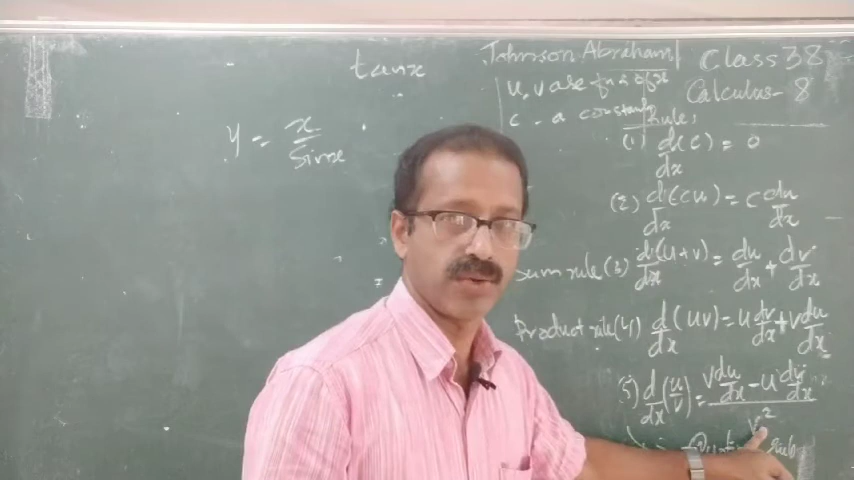 tanx
y = x/sinx
Johnson Abraham
Class 38
Calculus - 8
u, v are fns of x
c - a constant
Rule:
(1) d(c)/dx = 0
(2) d(cu)/dx = c du/dx
Sum rule (3) d(u+v)/dx = du/dx + dv/dx
Product rule (4) d/dx (uv) = u dv/dx + v du/dx
5) d/dx (u/v) = (v du/dx - u dv/dx)/v²